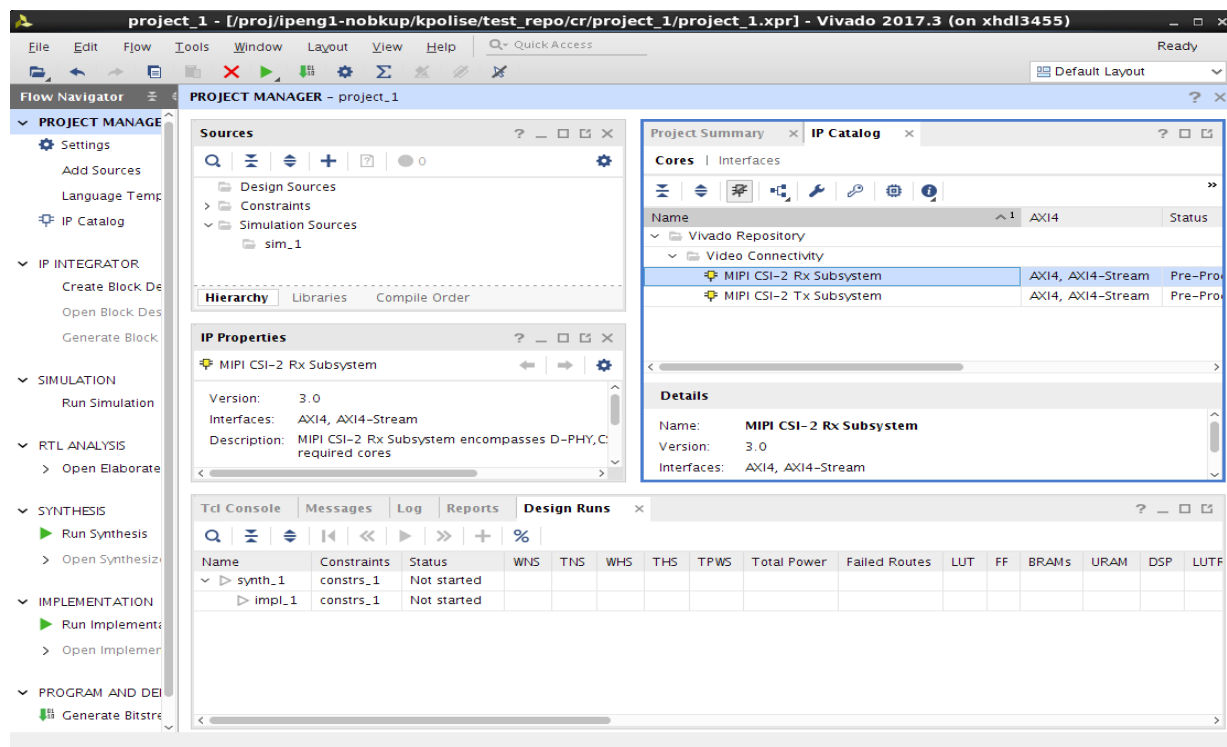 project_1 - [/proj/ipeng1-nobkup/kpolise/test_repo/cr/project_1/project_1.xpr] - Vivado 2017.3 (on xhdl3455)
File Edit Flow Tools Window Layout View Help Quick Access Ready
Default Layout
Flow Navigator
PROJECT MANAGER - project_1
PROJECT MANAGE
Settings
Add Sources
Language Temp
IP Catalog
IP INTEGRATOR
Create Block De
Open Block Des
Generate Block
SIMULATION
Run Simulation
RTL ANALYSIS
Open Elaborate
SYNTHESIS
Run Synthesis
Open Synthesiz
IMPLEMENTATION
Run Implementa
Open Implemen
PROGRAM AND DE
Generate Bitstre
Sources
0
Design Sources
Constraints
Simulation Sources
sim_1
Hierarchy Libraries Compile Order
IP Properties
MIPI CSI-2 Rx Subsystem
Version: 3.0
Interfaces: AXI4, AXI4-Stream
Description: MIPI CSI-2 Rx Subsystem encompasses D-PHY,C
required cores
Project Summary IP Catalog
Cores | Interfaces
Name 1 AXI4 Status
Vivado Repository
Video Connectivity
MIPI CSI-2 Rx Subsystem AXI4, AXI4-Stream Pre-Pro
MIPI CSI-2 Tx Subsystem AXI4, AXI4-Stream Pre-Pro
Details
Name: MIPI CSI-2 Rx Subsystem
Version: 3.0
Interfaces: AXI4, AXI4-Stream
Tcl Console Messages Log Reports Design Runs
Name Constraints Status WNS TNS WHS THS TPWS Total Power Failed Routes LUT FF BRAMs URAM DSP LUTR
synth_1 constrs_1 Not started
impl_1 constrs_1 Not started